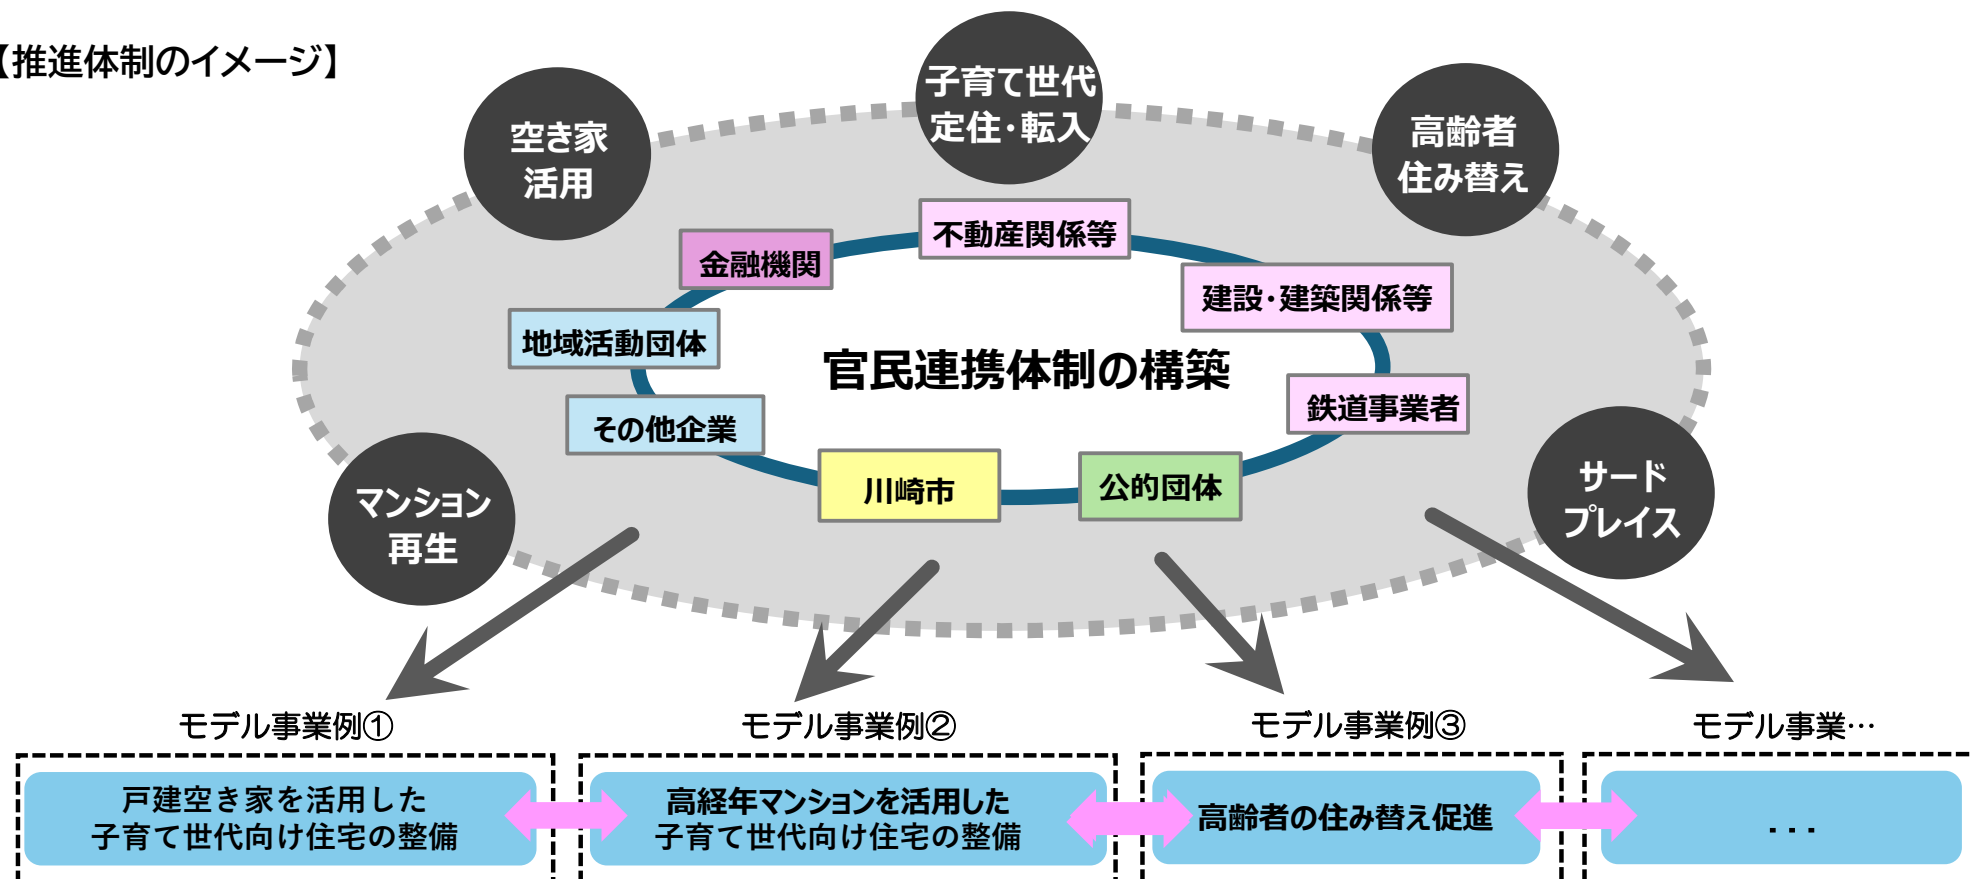 【推進体制のイメージ】
子育て世代
定住・転入
空き家
活用
高齢者
住み替え
不動産関係等
金融機関
建設・建築関係等
地域活動団体
官民連携体制の構築
鉄道事業者
その他企業
川崎市
公的団体
マンション
再生
サード
プレイス
モデル事業例①
モデル事業例②
モデル事業例③
モデル事業…
戸建空き家を活用した
子育て世代向け住宅の整備
高経年マンションを活用した
子育て世代向け住宅の整備
高齢者の住み替え促進
...